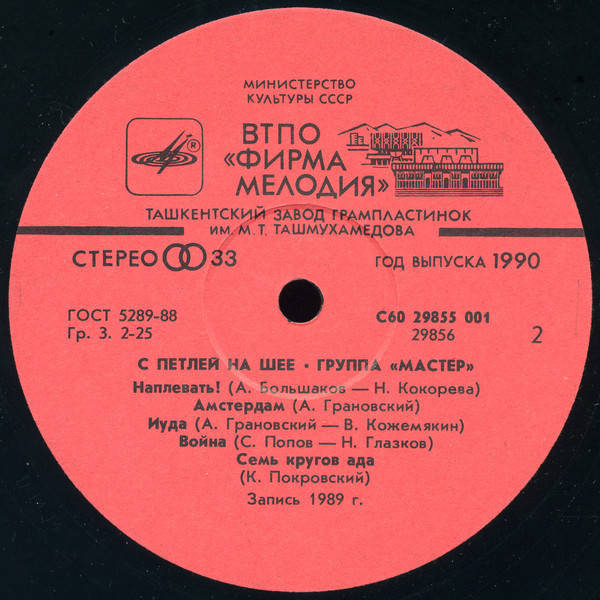 МИНИСТЕРСТВО
КУЛЬТУРЫ СССР
ВТПО
«ФИРМА
МЕЛОДИЯ»
®
ТАШКЕНТСКИЙ ЗАВОД ГРАМПЛАСТИНОК
ИМ. М. Т. ТАШМУХАМЕДОВА
СТЕРЕО 33
ГОД ВЫПУСКА 1990
ГОСТ 5289-88
Гр. 3. 2-25
С60 29855 001
29856
2
С ПЕТЛЕЙ НА ШЕЕ • ГРУППА «МАСТЕР»
Наплевать! (А. Большаков — Н. Кокорева)
Амстердам (А. Грановский)
Иуда (А. Грановский — В. Кожемякин)
Война (С. Попов — Н. Глазков)
Семь кругов ада
(К. Покровский)
Запись 1989 г.